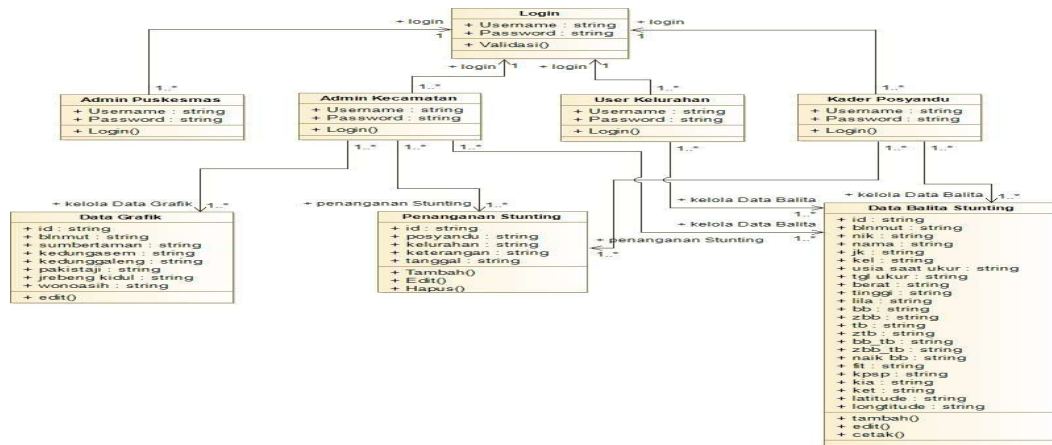 Login
+ Username : string
+ Password : string
+ Validasi()
+ login
1
+ login
1
+ login
1
+ login
1
1..*
1..*
1..*
1..*
Admin Puskesmas
+ Username : string
+ Password : string
+ Login()
Admin Kecamatan
+ Username : string
+ Password : string
+ Login()
User Kelurahan
+ Username : string
+ Password : string
+ Login()
Kader Posyandu
+ Username : string
+ Password : string
+ Login()
1..*
1..*
1..*
1..*
1..*
1..*
+ kelola Data Grafik
1..*
+ penanganan Stunting
1..*
+ kelola Data Balita
1..*
+ kelola Data Balita
1..*
+ kelola Data Balita
1..*
+ penanganan Stunting
1..*
Data Grafik
+ id : string
+ blnmut : string
+ sumbertaman : string
+ kedungasem : string
+ kedunggaleng : string
+ pakistaji : string
+ jrebeng kidul : string
+ wonoasih : string
+ edit()
Penanganan Stunting
+ id : string
+ posyandu : string
+ kelurahan : string
+ keterangan : string
+ tanggal : string
+ Tambah()
+ Edit()
+ Hapus()
Data Balita Stunting
+ id : string
+ blnmut : string
+ nik : string
+ nama : string
+ jk : string
+ kel : string
+ usia saat ukur : string
+ tgl ukur : string
+ berat : string
+ tinggi : string
+ lila : string
+ bb : string
+ zbb : string
+ tb : string
+ ztb : string
+ bb_tb : string
+ zbb_tb : string
+ naik bb : string
+ fit : string
+ kpsp : string
+ kia : string
+ ket : string
+ latitude : string
+ longtitude : string
+ tambah()
+ edit()
+ cetak()